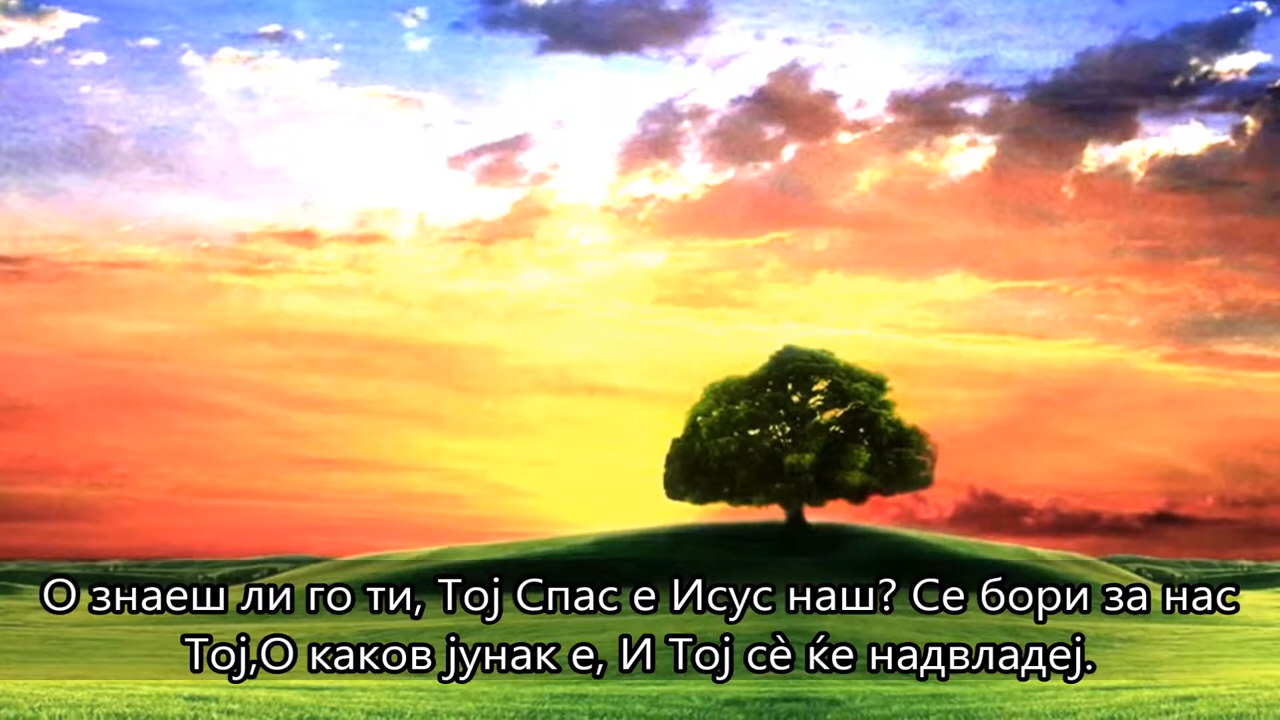 О знаеш ли го ти, Тој Спас е Исус наш? Се бори за нас
Тој,О каков јунак е, И Тој сѐ ќе надвладеј.